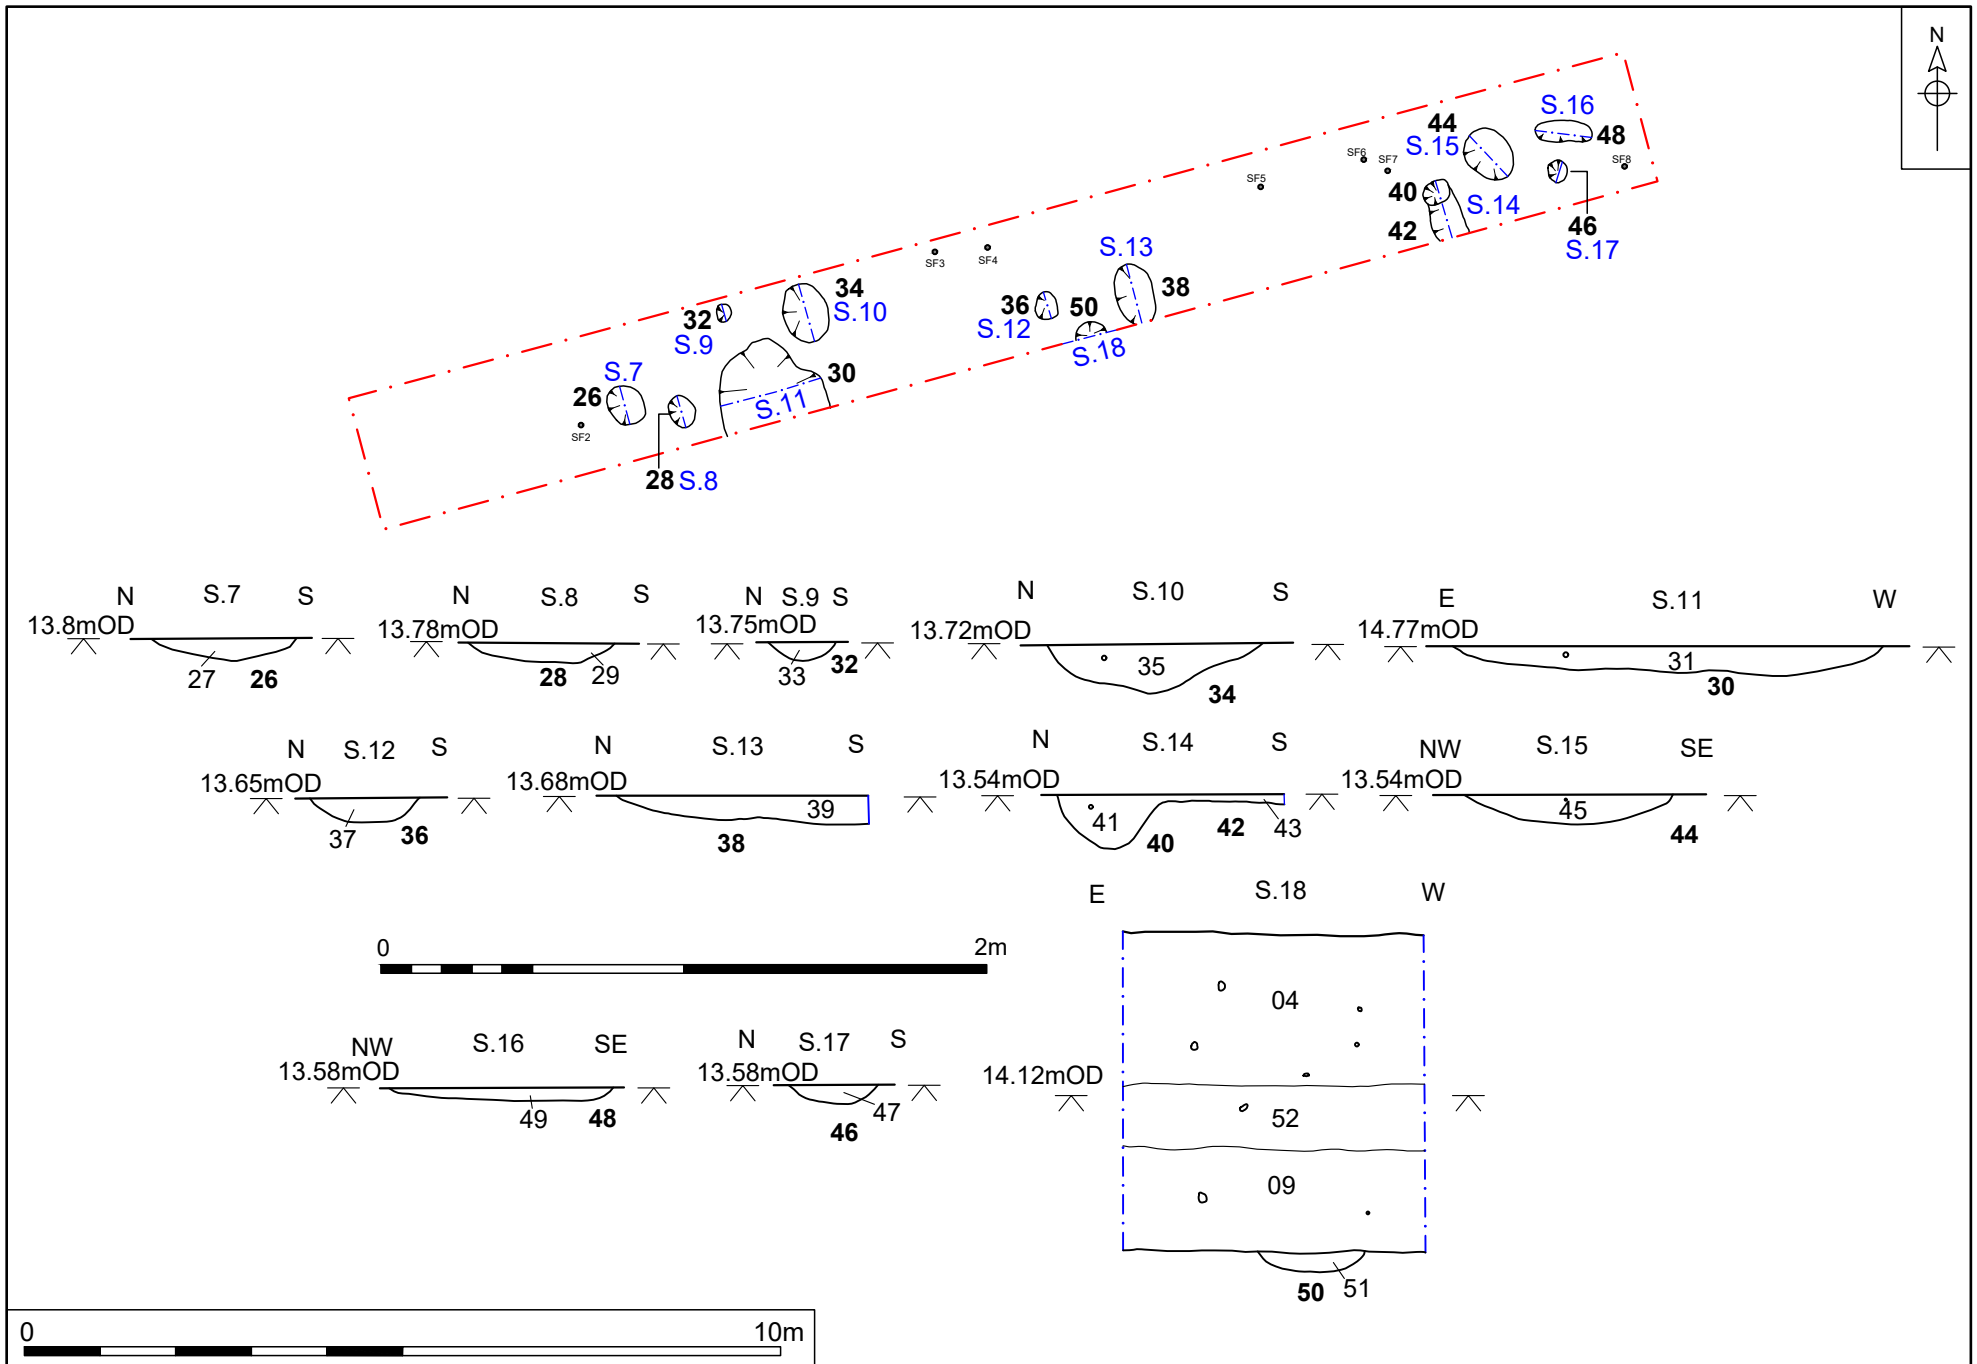 N
S.16
44
48
S.15
SF6
SF7
SF8
SF5
40
S.14
42
46
S.17
S.13
SF3
SF4
34
S.10
36
50
38
32
S.12
S.9
S.18
S.7
30
26
S.11
SF2
28 S.8
N S.7 S
13.8mOD
27 26
N S.8 S
13.78mOD
28 29
N S.9 S
13.75mOD
33 32
N S.10 S
13.72mOD
35
34
E S.11 W
14.77mOD
31
30
N S.12 S
13.65mOD
37 36
N S.13 S
13.68mOD
39
38
N S.14 S
13.54mOD
41 40 42 43
NW S.15 SE
13.54mOD
45
44
E S.18 W
04
14.12mOD
52
09
50 51
0 2m
NW S.16 SE
13.58mOD
49 48
N S.17 S
13.58mOD
47
46
0 10m